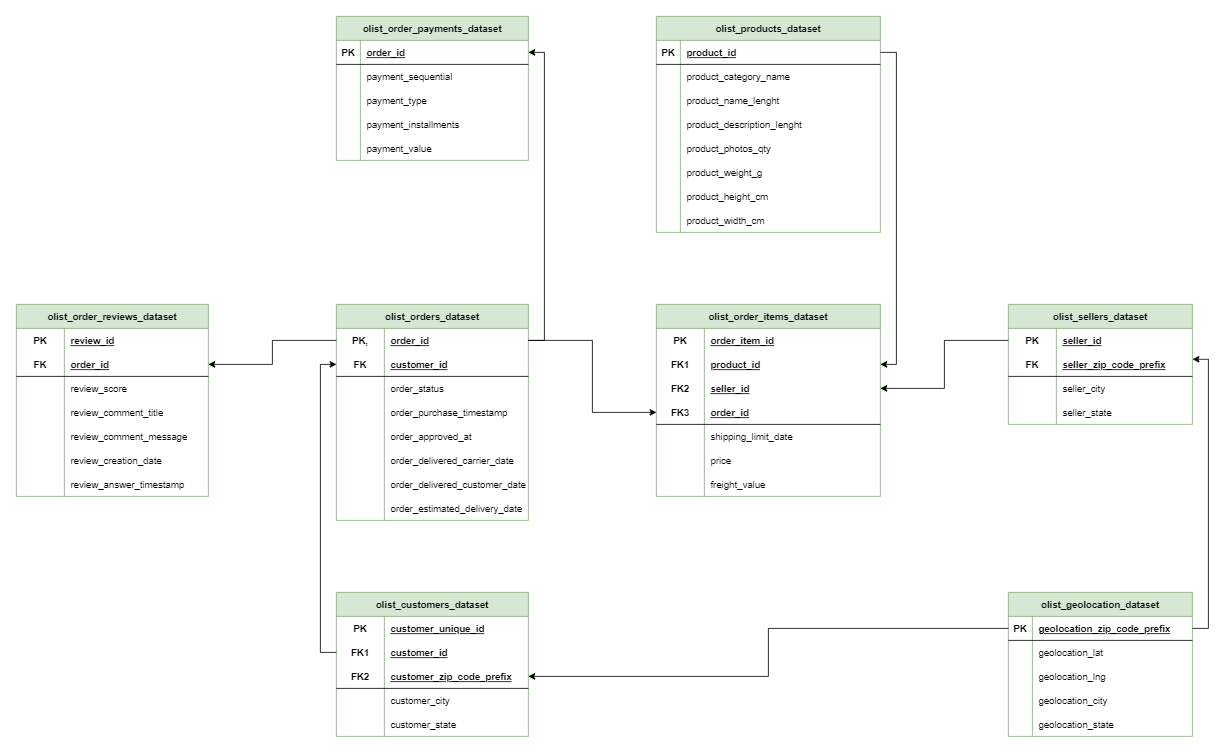 olist_order_payments_dataset
PK order_id
payment_sequential
payment_type
payment_installments
payment_value
olist_products_dataset
PK product_id
product_category_name
product_name_lenght
product_description_lenght
product_photos_qty
product_weight_g
product_height_cm
product_width_cm
olist_order_reviews_dataset
PK review_id
FK order_id
review_score
review_comment_title
review_comment_message
review_creation_date
review_answer_timestamp
olist_orders_dataset
PK, order_id
FK customer_id
order_status
order_purchase_timestamp
order_approved_at
order_delivered_carrier_date
order_delivered_customer_date
order_estimated_delivery_date
olist_order_items_dataset
PK order_item_id
FK1 product_id
FK2 seller_id
FK3 order_id
shipping_limit_date
price
freight_value
olist_sellers_dataset
PK seller_id
FK seller_zip_code_prefix
seller_city
seller_state
olist_customers_dataset
PK customer_unique_id
FK1 customer_id
FK2 customer_zip_code_prefix
customer_city
customer_state
olist_geolocation_dataset
PK geolocation_zip_code_prefix
geolocation_lat
geolocation_lng
geolocation_city
geolocation_state